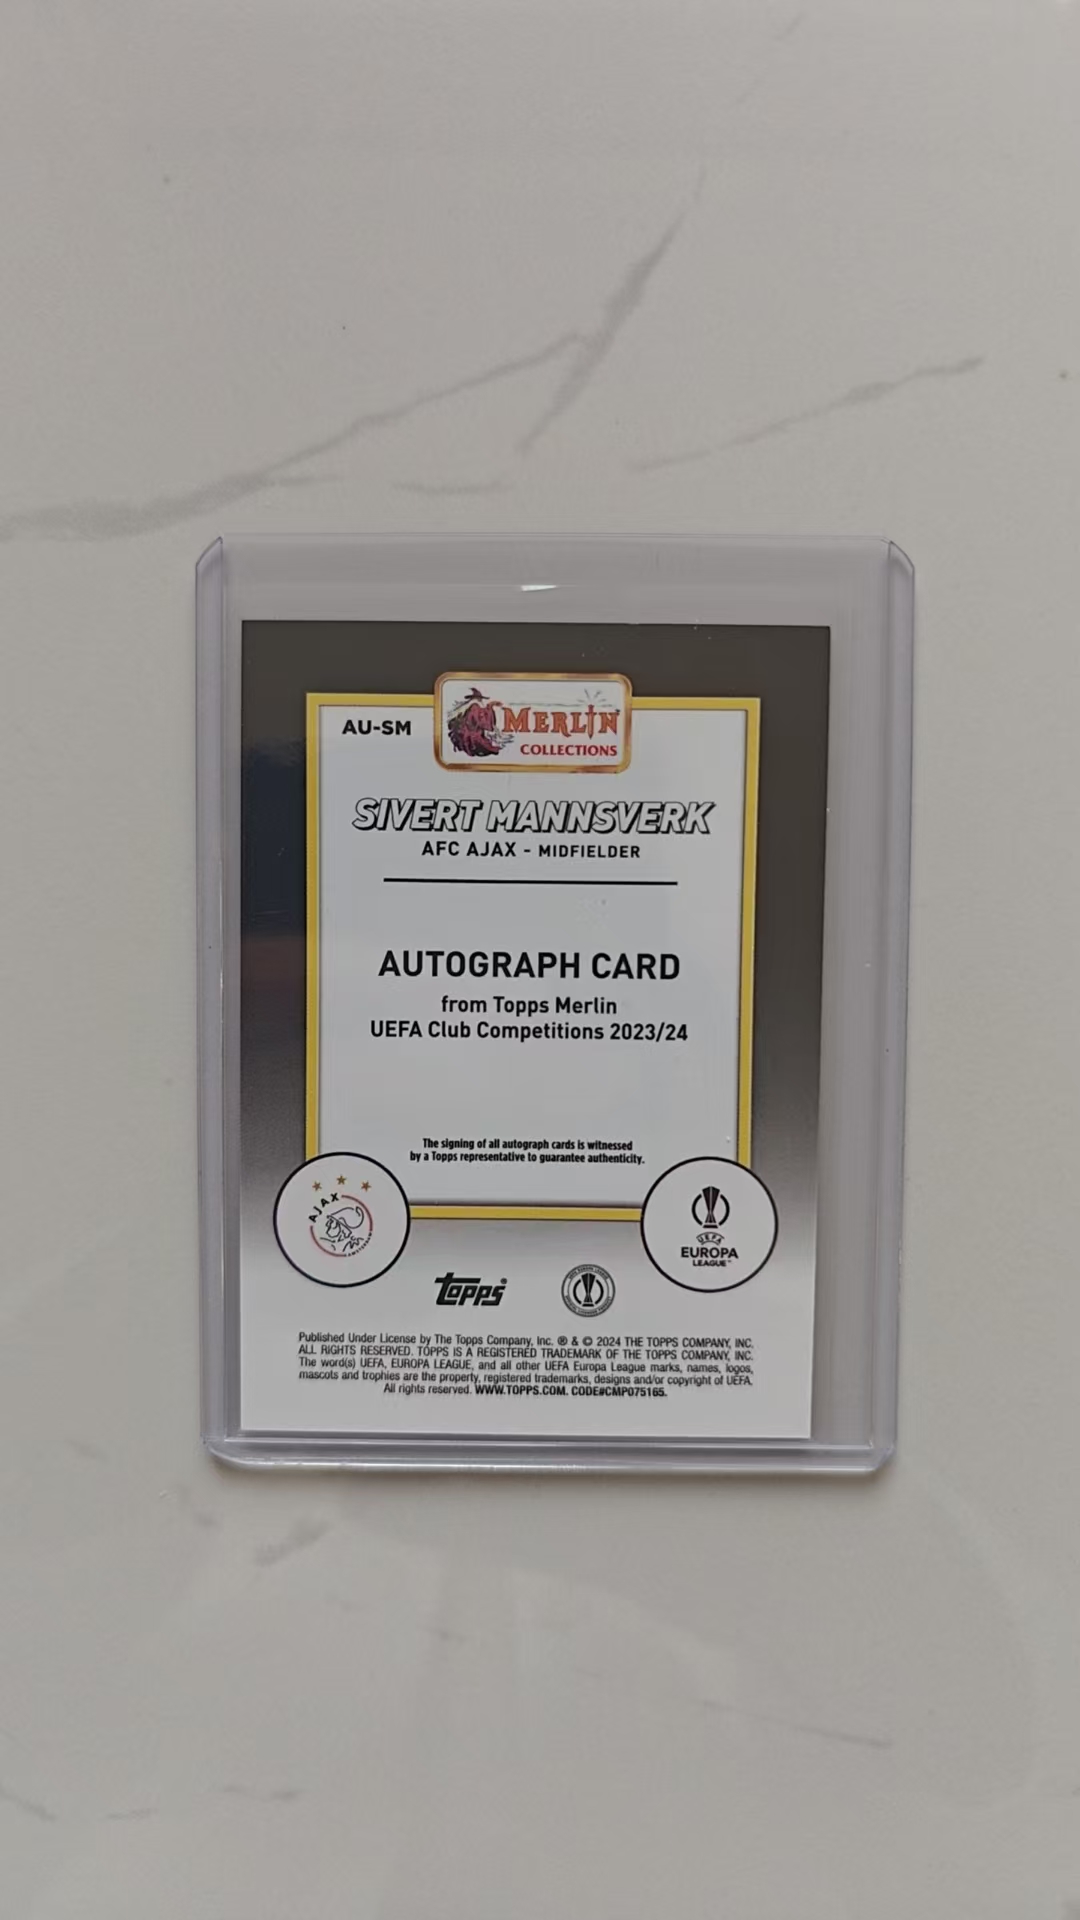 AU-SM
MERLIN
COLLECTIONS
SIVERT MANNSVERK
AFC AJAX - MIDFIELDER
AUTOGRAPH CARD
from Topps Merlin
UEFA Club Competitions 2023/24
The signing of all autograph cards is witnessed
by a Topps representative to guarantee authenticity.
AJAX
AMSTERDAM
UEFA
EUROPA
LEAGUE™
topps®
Published Under License by The Topps Company, Inc. ® & © 2024 THE TOPPS COMPANY, INC.
ALL RIGHTS RESERVED. TOPPS IS A REGISTERED TRADEMARK OF THE TOPPS COMPANY, INC.
The word(s) UEFA, EUROPA LEAGUE, and all other UEFA Europa League marks, names, logos,
mascots and trophies are the property, registered trademarks, designs and/or copyright of UEFA.
All rights reserved. WWW.TOPPS.COM. CODE#CMP075165.